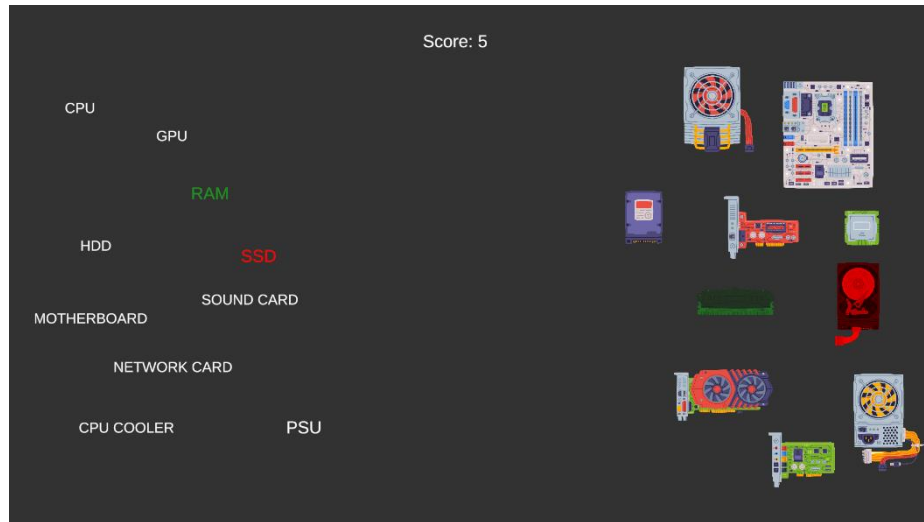 Score: 5
CPU
GPU
RAM
HDD
SSD
SOUND CARD
MOTHERBOARD
NETWORK CARD
CPU COOLER
PSU